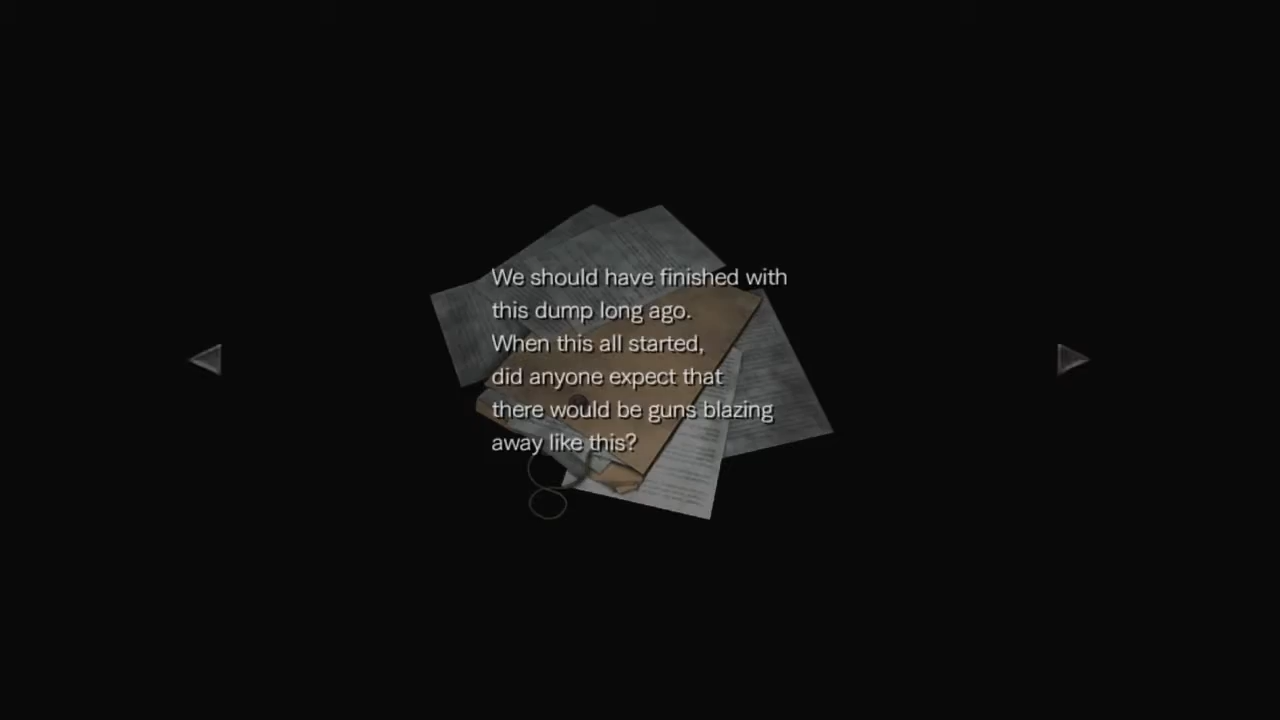 We should have finished with
this dump long ago.
When this all started,
did anyone expect that
there would be guns blazing
away like this?